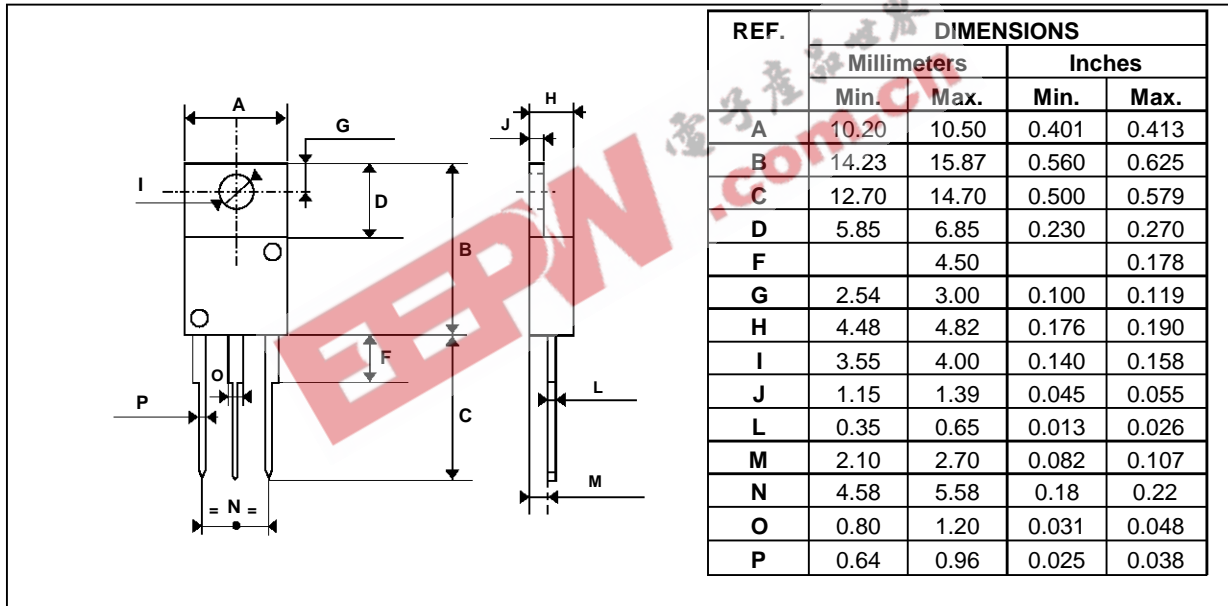 A
G
I
D
B
F
O
P
C
= N =
H
J
L
M
REF. DIMENSIONS
Millimeters Inches
Min. Max. Min. Max.
A 10.20 10.50 0.401 0.413
B 14.23 15.87 0.560 0.625
C 12.70 14.70 0.500 0.579
D 5.85 6.85 0.230 0.270
F 4.50 0.178
G 2.54 3.00 0.100 0.119
H 4.48 4.82 0.176 0.190
I 3.55 4.00 0.140 0.158
J 1.15 1.39 0.045 0.055
L 0.35 0.65 0.013 0.026
M 2.10 2.70 0.082 0.107
N 4.58 5.58 0.18 0.22
O 0.80 1.20 0.031 0.048
P 0.64 0.96 0.025 0.038
EEPW .com.cn
電子產品世界